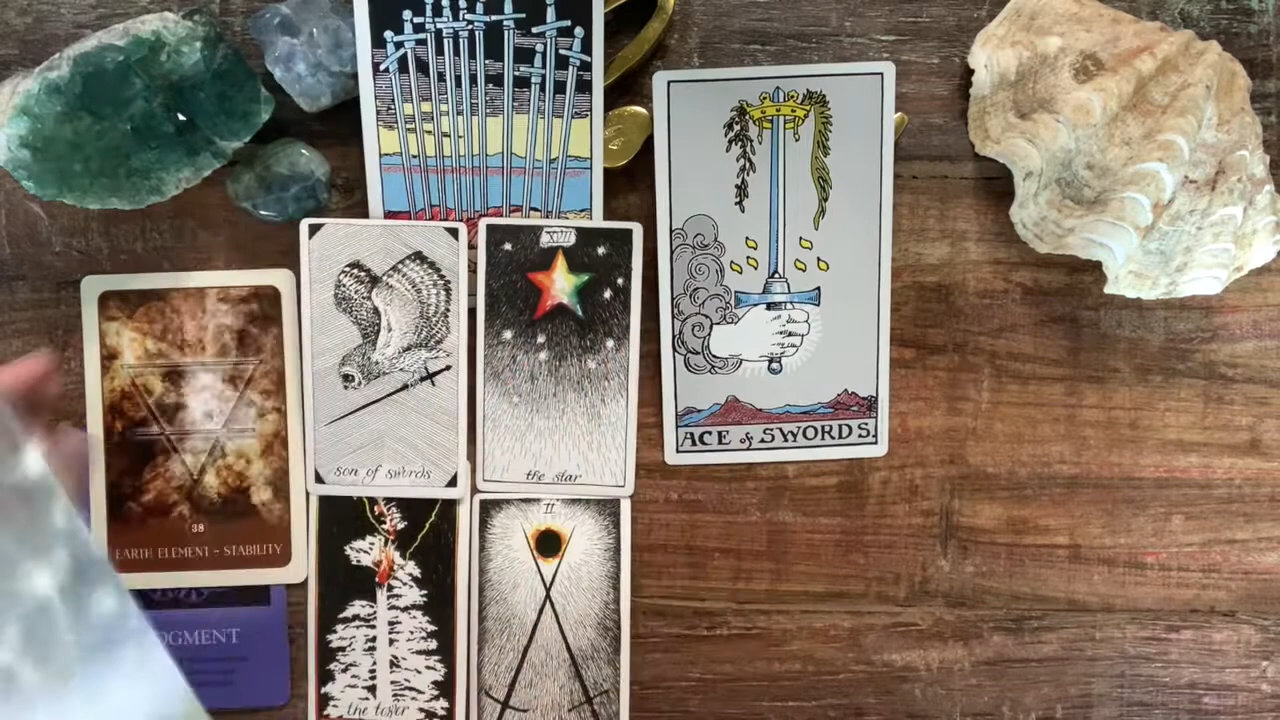 ACE of SWORDS.
XVII
son of swords
the star
38
EARTH ELEMENT ~ STABILITY
II
DGMENT
the tower